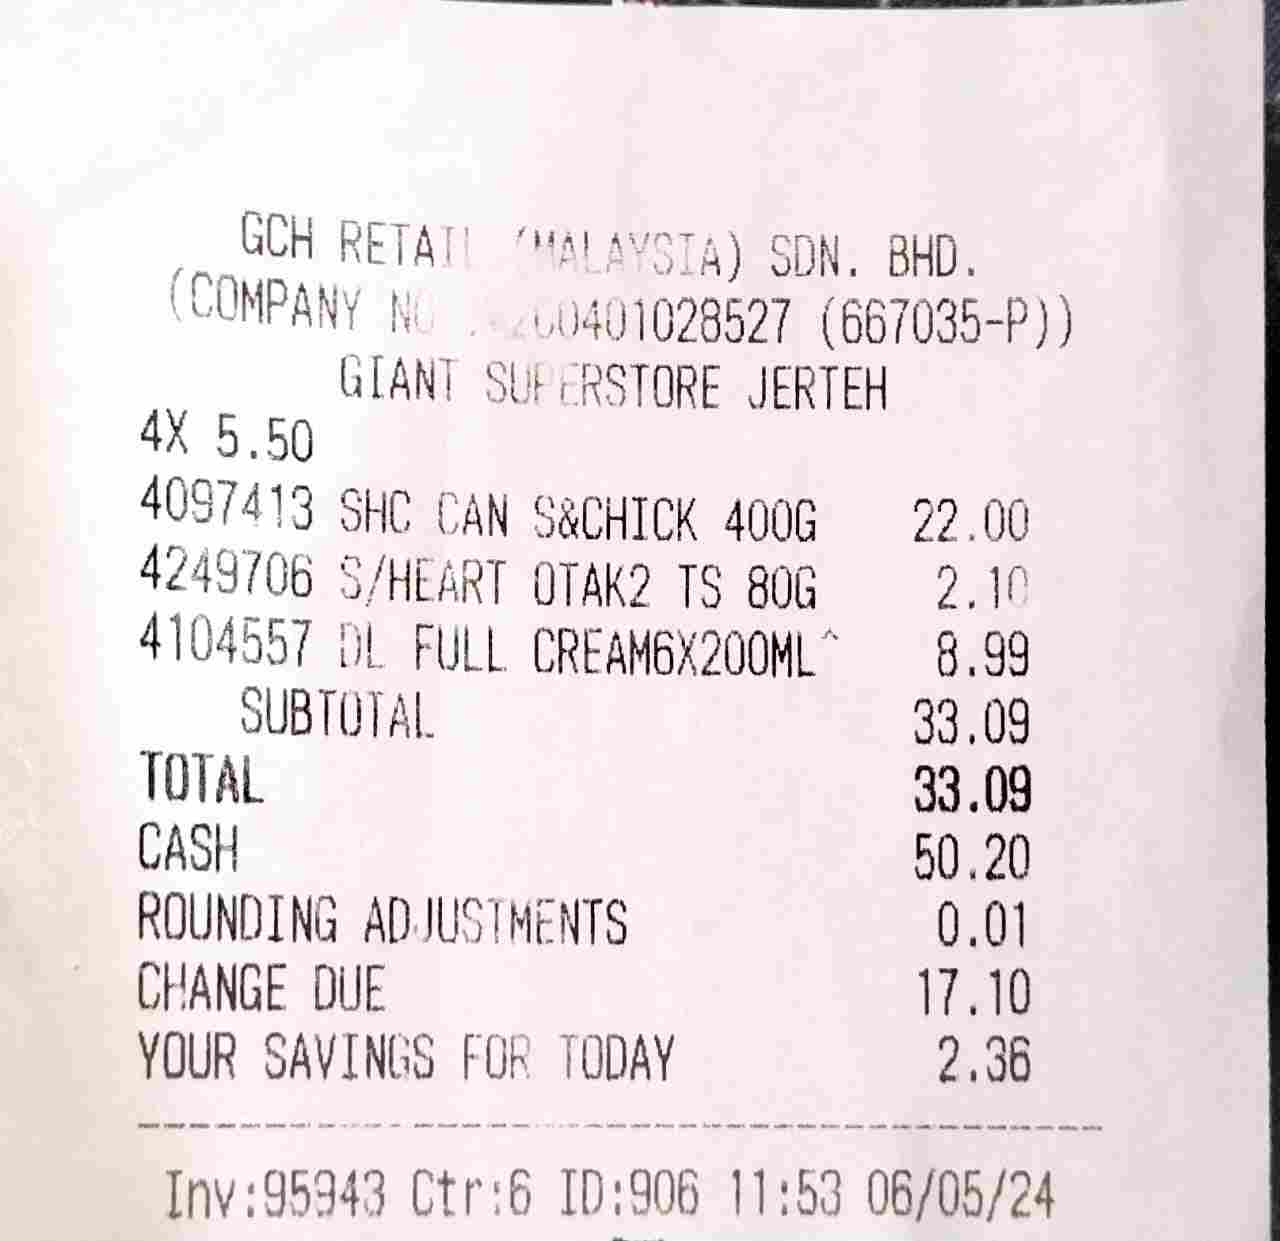 GCH RETAIL (MALAYSIA) SDN. BHD.
(COMPANY NO 200401028527 (667035-P))
GIANT SUPERSTORE JERTEH
4X 5.50
4097413 SHC CAN S&CHICK 400G 22.00
4249706 S/HEART OTAK2 TS 80G 2.10
4104557 DL FULL CREAM6X200ML^ 8.99
SUBTOTAL 33.09
TOTAL 33.09
CASH 50.20
ROUNDING ADJUSTMENTS 0.01
CHANGE DUE 17.10
YOUR SAVINGS FOR TODAY 2.36
Inv:95943 Ctr:6 ID:906 11:53 06/05/24